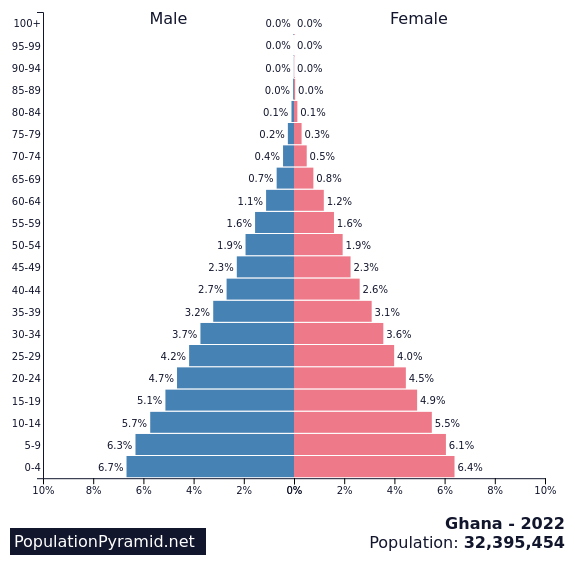 Male Female
100+ 0.0% 0.0%
95-99 0.0% 0.0%
90-94 0.0% 0.0%
85-89 0.0% 0.0%
80-84 0.1% 0.1%
75-79 0.2% 0.3%
70-74 0.4% 0.5%
65-69 0.7% 0.8%
60-64 1.1% 1.2%
55-59 1.6% 1.6%
50-54 1.9% 1.9%
45-49 2.3% 2.3%
40-44 2.7% 2.6%
35-39 3.2% 3.1%
30-34 3.7% 3.6%
25-29 4.2% 4.0%
20-24 4.7% 4.5%
15-19 5.1% 4.9%
10-14 5.7% 5.5%
5-9 6.3% 6.1%
0-4 6.7% 6.4%
10% 8% 6% 4% 2% 0% 2% 4% 6% 8% 10%
Ghana - 2022
PopulationPyramid.net Population: 32,395,454